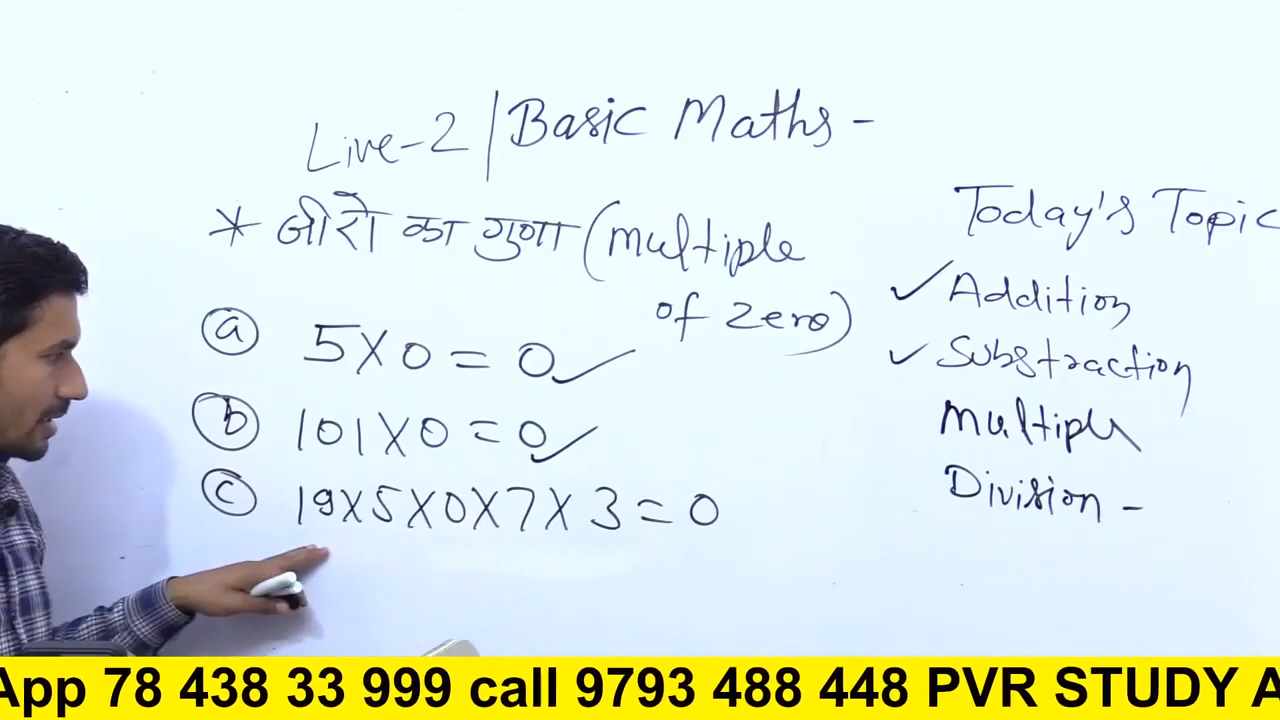 Live-2 | Basic Maths -
* जीरो का गुणा (multiple
of zero)
(a) 5 X 0 = 0 ✓
(b) 101 X 0 = 0 ✓
(c) 19 X 5 X 0 X 7 X 3 = 0
Today's Topic
✓ Addition
✓ Substraction
Multiple
Division -
App 78 438 33 999 call 9793 488 448 PVR STUDY A